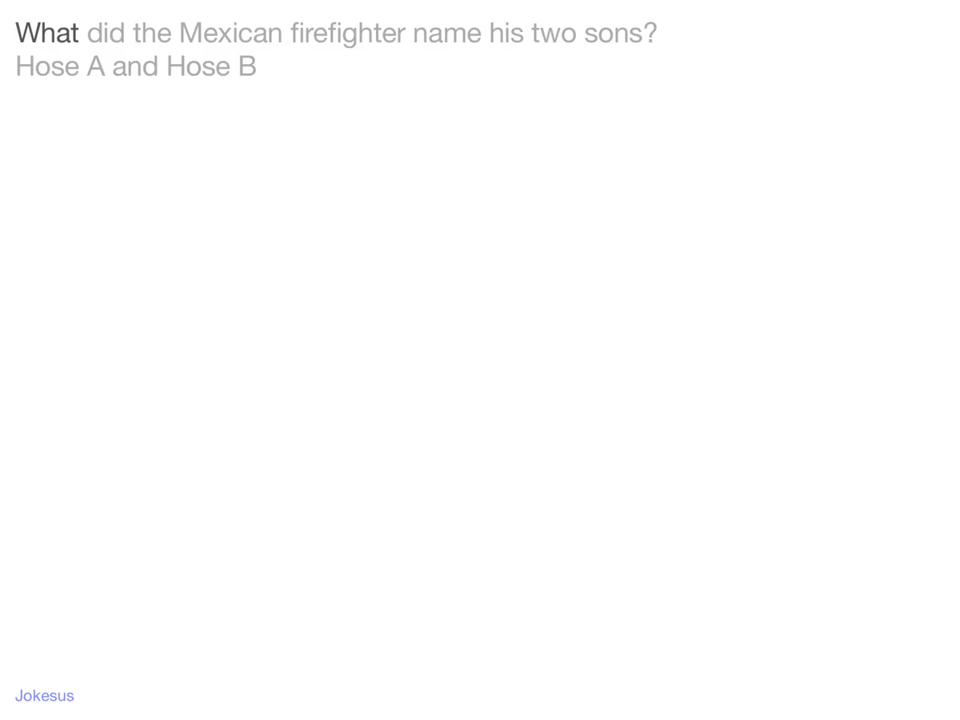 What did the Mexican firefighter name his two sons?
Hose A and Hose B
Jokesus